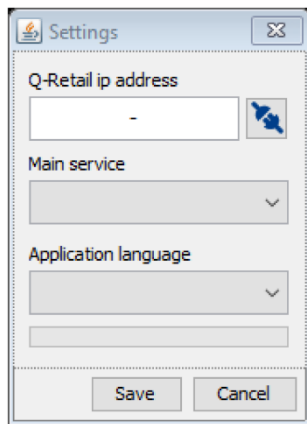 Settings
Q-Retail ip address
-
Main service
Application language
Save Cancel